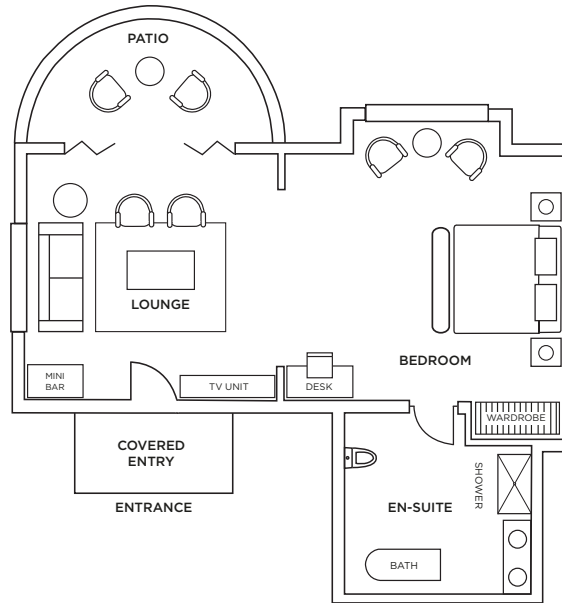 PATIO
LOUNGE
BEDROOM
MINI
BAR
TV UNIT
DESK
WARDROBE
COVERED
ENTRY
ENTRANCE
SHOWER
EN-SUITE
BATH